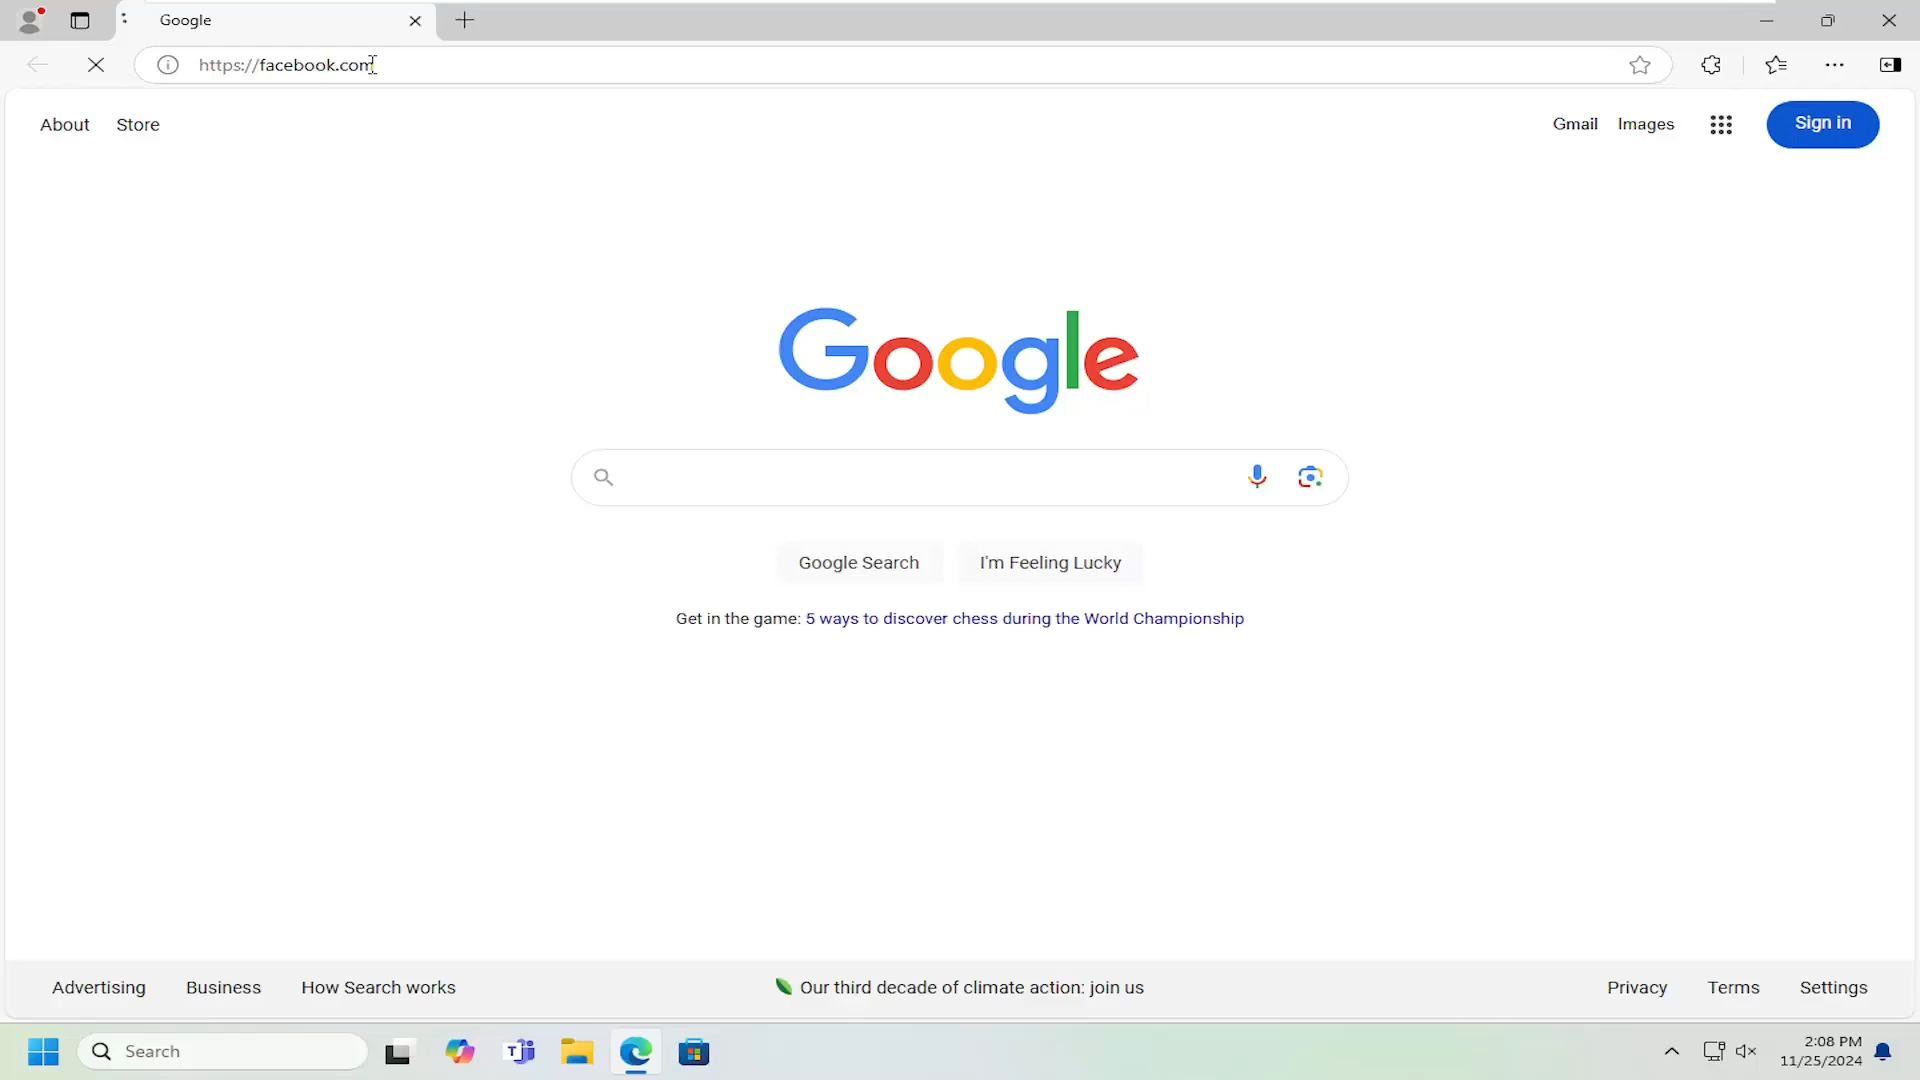 Google
https://facebook.com
About Store
Gmail Images Sign in
Google
Google Search I'm Feeling Lucky
Get in the game: 5 ways to discover chess during the World Championship
Advertising Business How Search works
Our third decade of climate action: join us
Privacy Terms Settings
Search
2:08 PM
11/25/2024